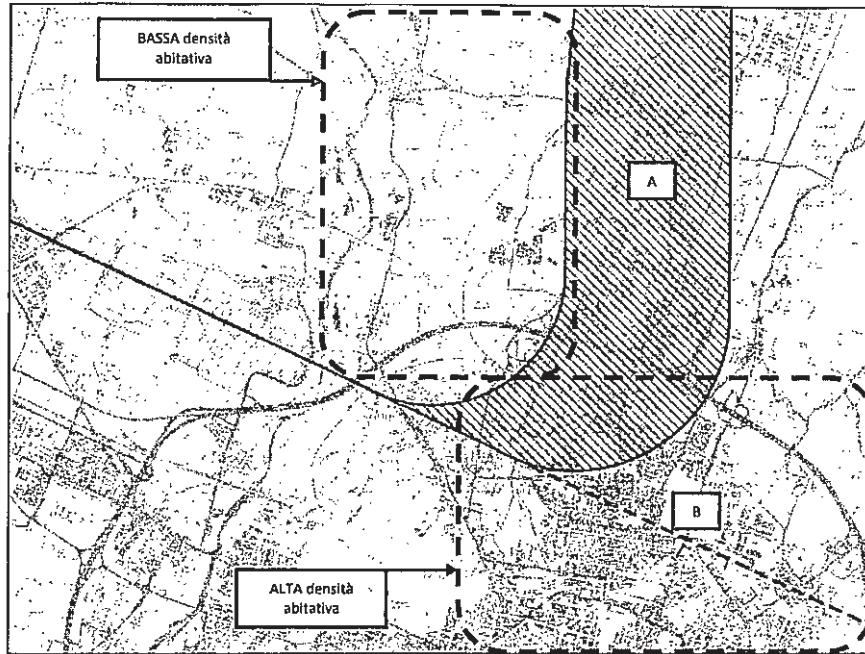 BASSA densità
abitativa
A
B
ALTA densità
abitativa